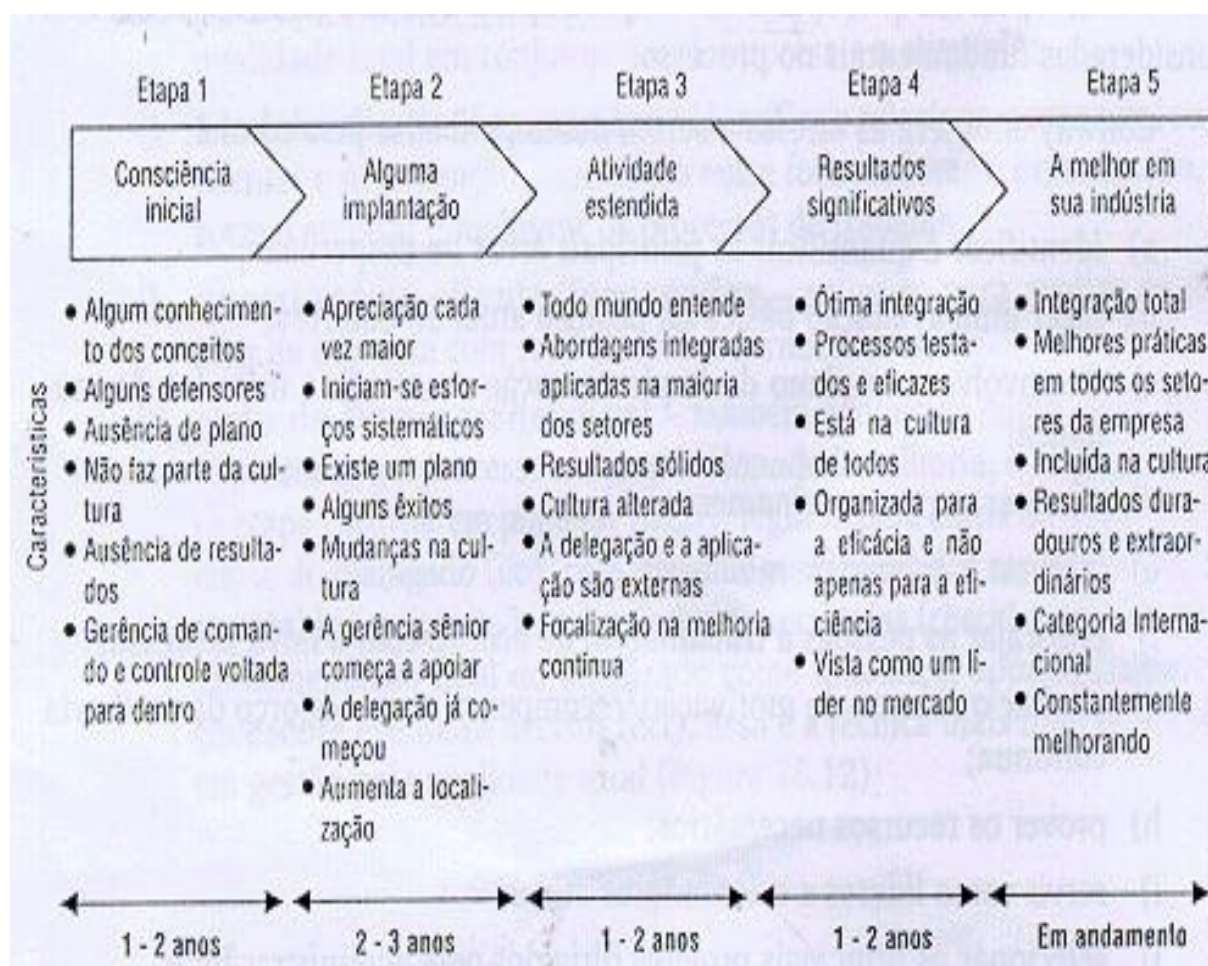 Etapa 1
Etapa 2
Etapa 3
Etapa 4
Etapa 5
Consciência
inicial
Alguma
implantação
Atividade
estendida
Resultados
significativos
A melhor em
sua indústria
Características
• Algum conhecimen-
to dos conceitos
• Alguns defensores
• Ausência de plano
• Não faz parte da cul-
tura
• Ausência de resulta-
dos
• Gerência de coman-
do e controle voltada
para dentro
• Apreciação cada
vez maior
• Iniciam-se esfor-
ços sistemáticos
• Existe um plano
• Alguns êxitos
• Mudanças na cul-
tura
• A gerência sênior
começa a apoiar
• A delegação já co-
meçou
• Aumenta a locali-
zação
• Todo mundo entende
• Abordagens integradas
aplicadas na maioria
dos setores
• Resultados sólidos
• Cultura alterada
• A delegação e a aplica-
ção são externas
• Focalização na melhoria
contínua
• Ótima integração
• Processos testa-
dos e eficazes
• Está na cultura
de todos
• Organizada para
a eficácia e não
apenas para a efi-
ciência
• Vista como um lí-
der no mercado
• Integração total
• Melhores práticas
em todos os seto-
res da empresa
• Incluída na cultura
• Resultados dura-
douros e extraor-
dinários
• Categoria Interna-
cional
• Constantemente
melhorando
1 - 2 anos
2 - 3 anos
1 - 2 anos
1 - 2 anos
Em andamento